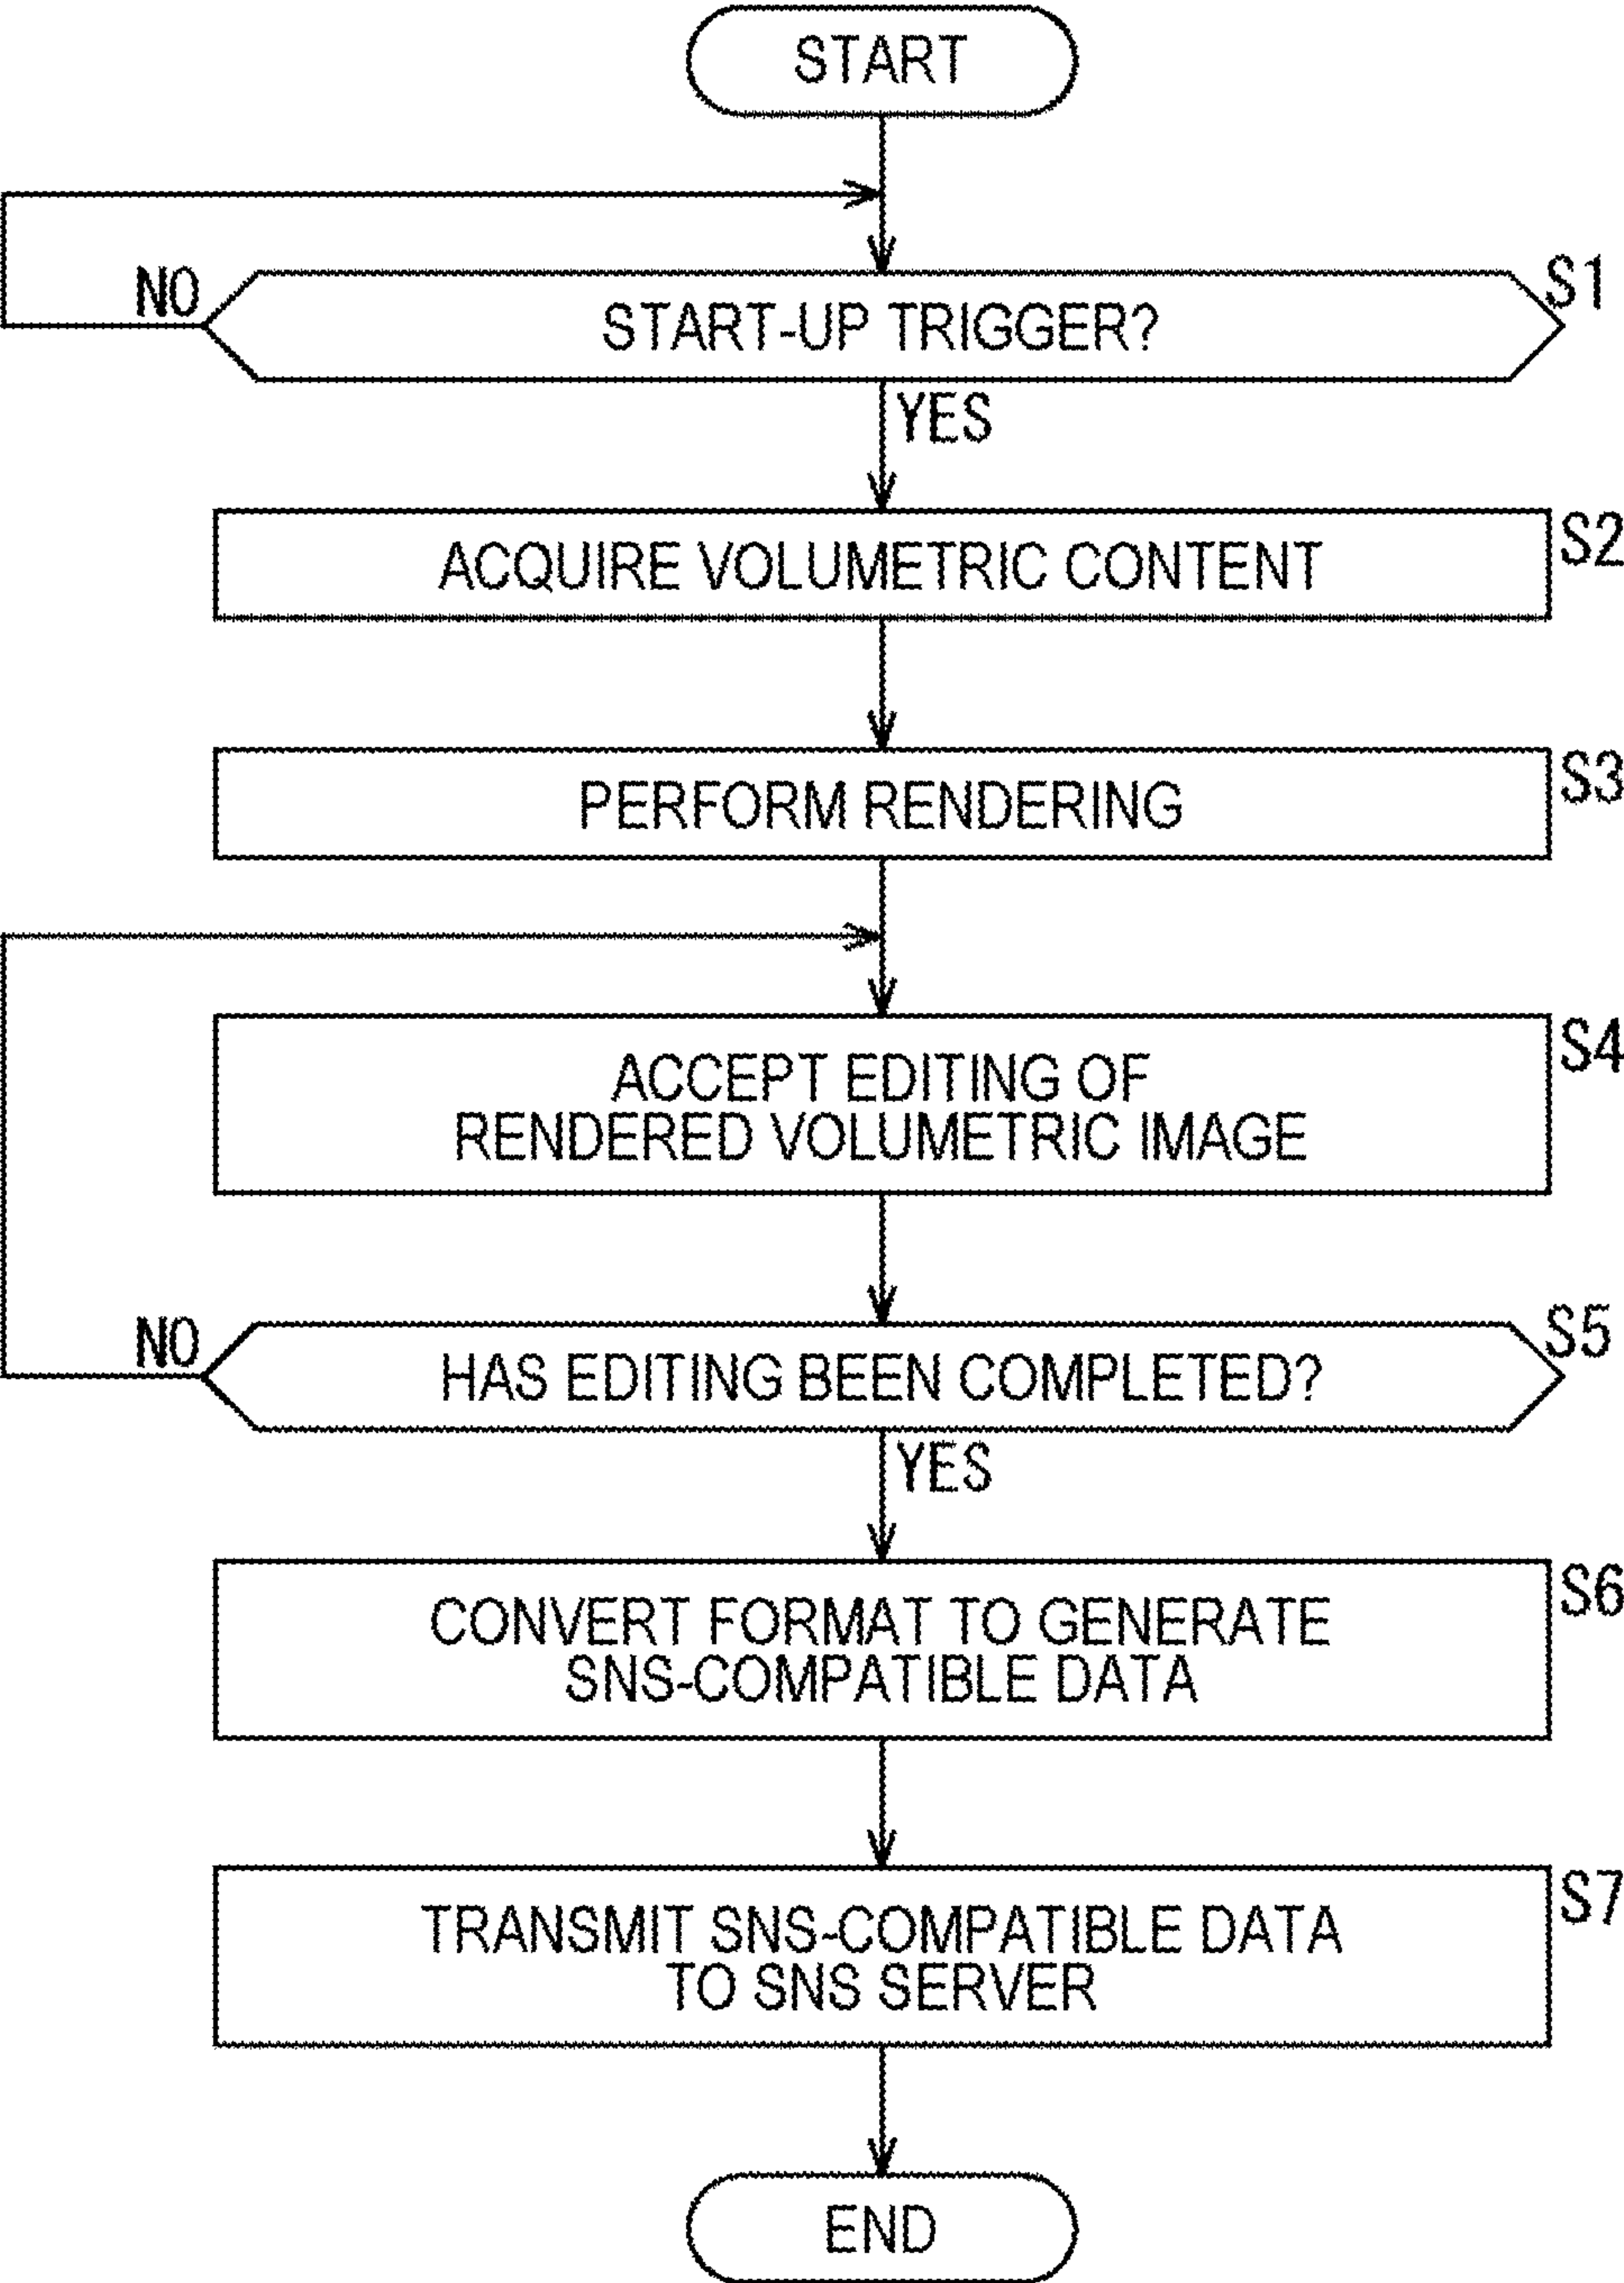 START
NO
START-UP TRIGGER?
S1
YES
ACQUIRE VOLUMETRIC CONTENT
S2
PERFORM RENDERING
S3
ACCEPT EDITING OF
RENDERED VOLUMETRIC IMAGE
S4
NO
HAS EDITING BEEN COMPLETED?
S5
YES
CONVERT FORMAT TO GENERATE
SNS-COMPATIBLE DATA
S6
TRANSMIT SNS-COMPATIBLE DATA
TO SNS SERVER
S7
END